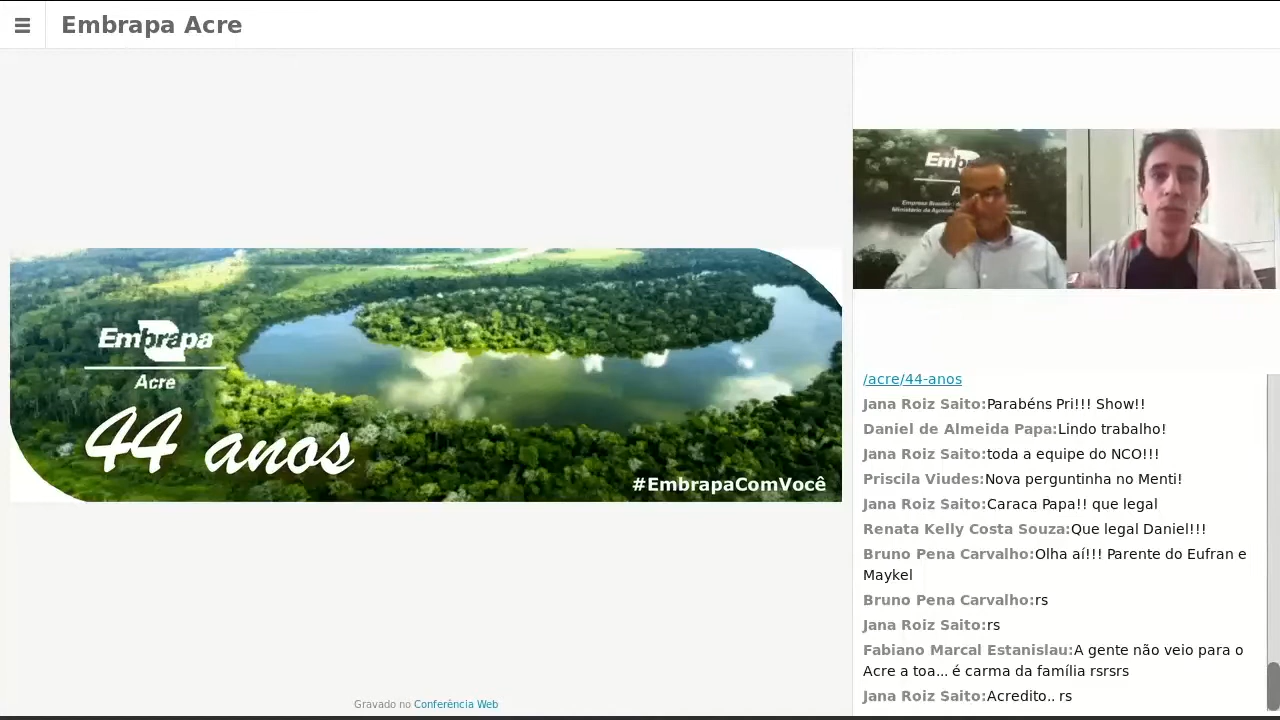 Embrapa Acre
Embrapa
Acre
44 anos
#EmbrapaComVocê
Gravado no Conferência Web
/acre/44-anos
Jana Roiz Saito:Parabéns Pri!!! Show!!
Daniel de Almeida Papa:Lindo trabalho!
Jana Roiz Saito:toda a equipe do NCO!!!
Priscila Viudes:Nova perguntinha no Menti!
Jana Roiz Saito:Caraca Papa!! que legal
Renata Kelly Costa Souza:Que legal Daniel!!!
Bruno Pena Carvalho:Olha aí!!! Parente do Eufran e
Maykel
Bruno Pena Carvalho:rs
Jana Roiz Saito:rs
Fabiano Marcal Estanislau:A gente não veio para o
Acre a toa... é carma da família rsrsrs
Jana Roiz Saito:Acredito.. rs